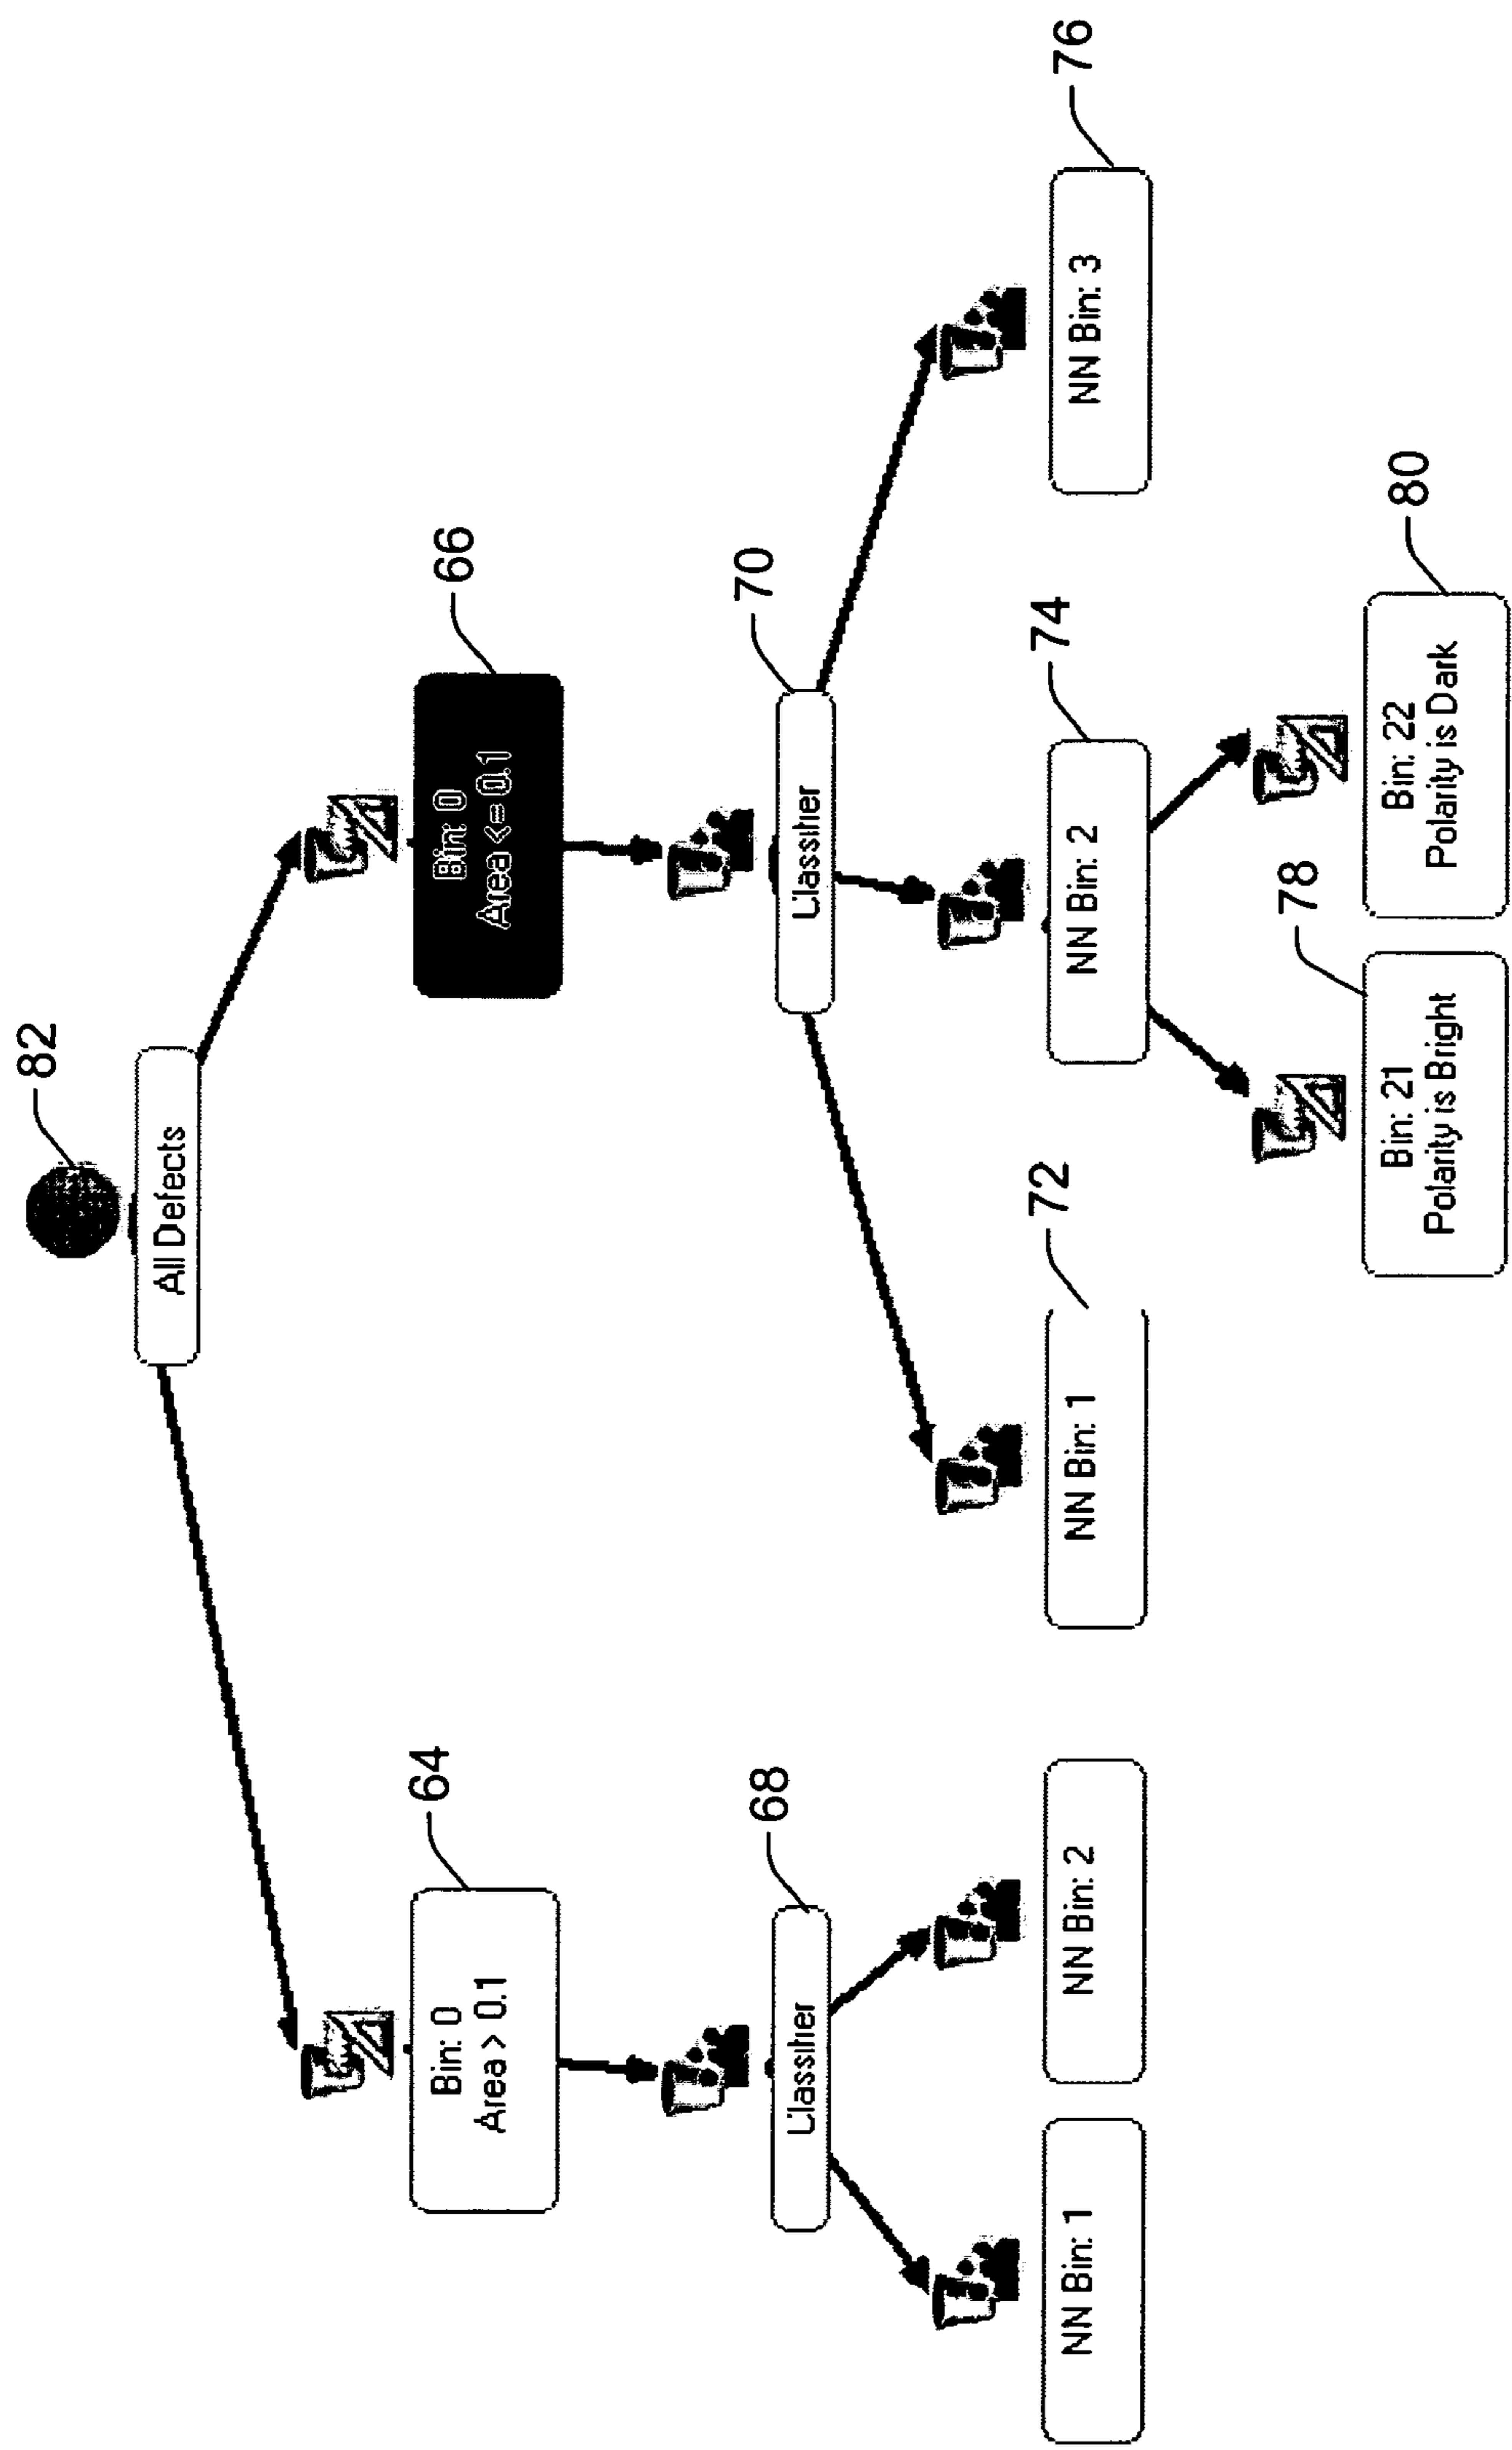 82
All Defects
64
Bin: 0
Area > 0.1
66
Bin: 0
Area <= 0.1
68
Classifier
70
Classifier
NN Bin: 1
NN Bin: 2
72
NN Bin: 1
74
NN Bin: 2
76
NN Bin: 3
78
Bin: 21
Polarity is Bright
80
Bin: 22
Polarity is Dark